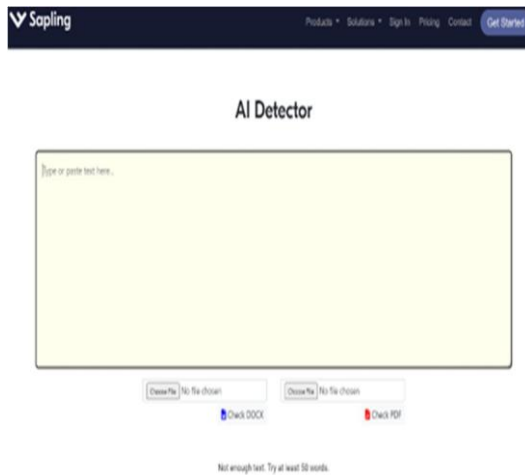 Sapling Products Solutions Sign In Pricing Contact Get Started
AI Detector
Type or paste text here..
Choose File No file chosen Choose File No file chosen
Check DOCX Check PDF
Not enough text. Try at least 50 words.